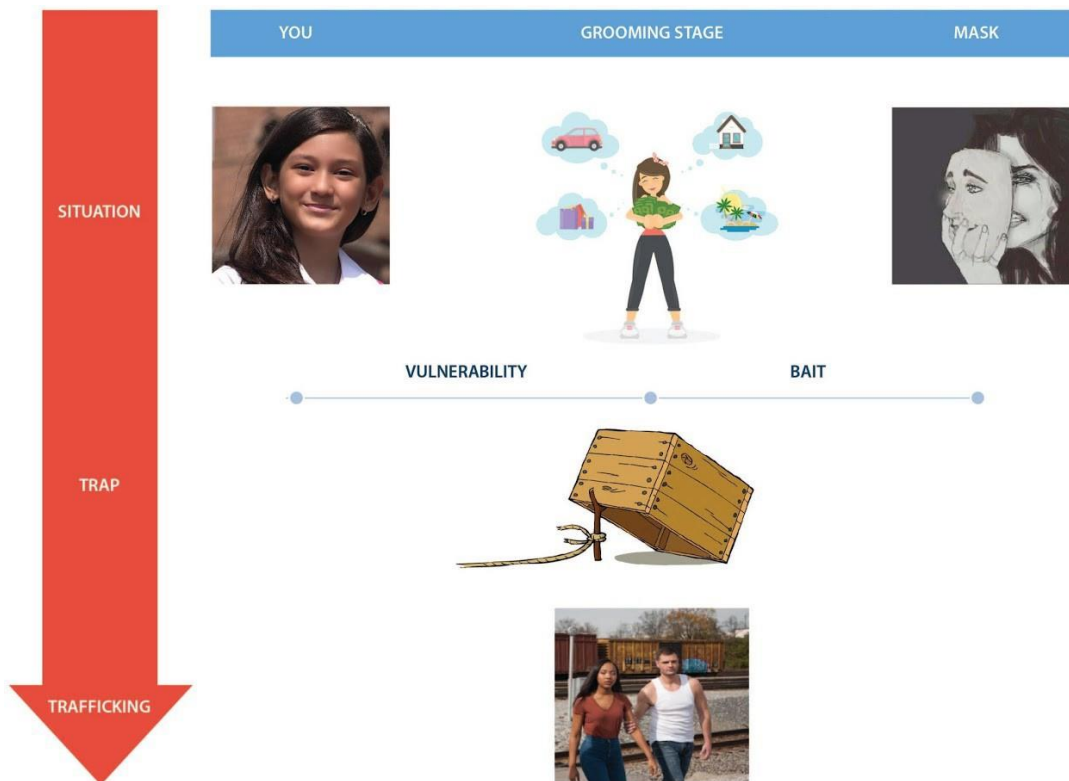 YOU
GROOMING STAGE
MASK
SITUATION
VULNERABILITY
BAIT
TRAP
TRAFFICKING